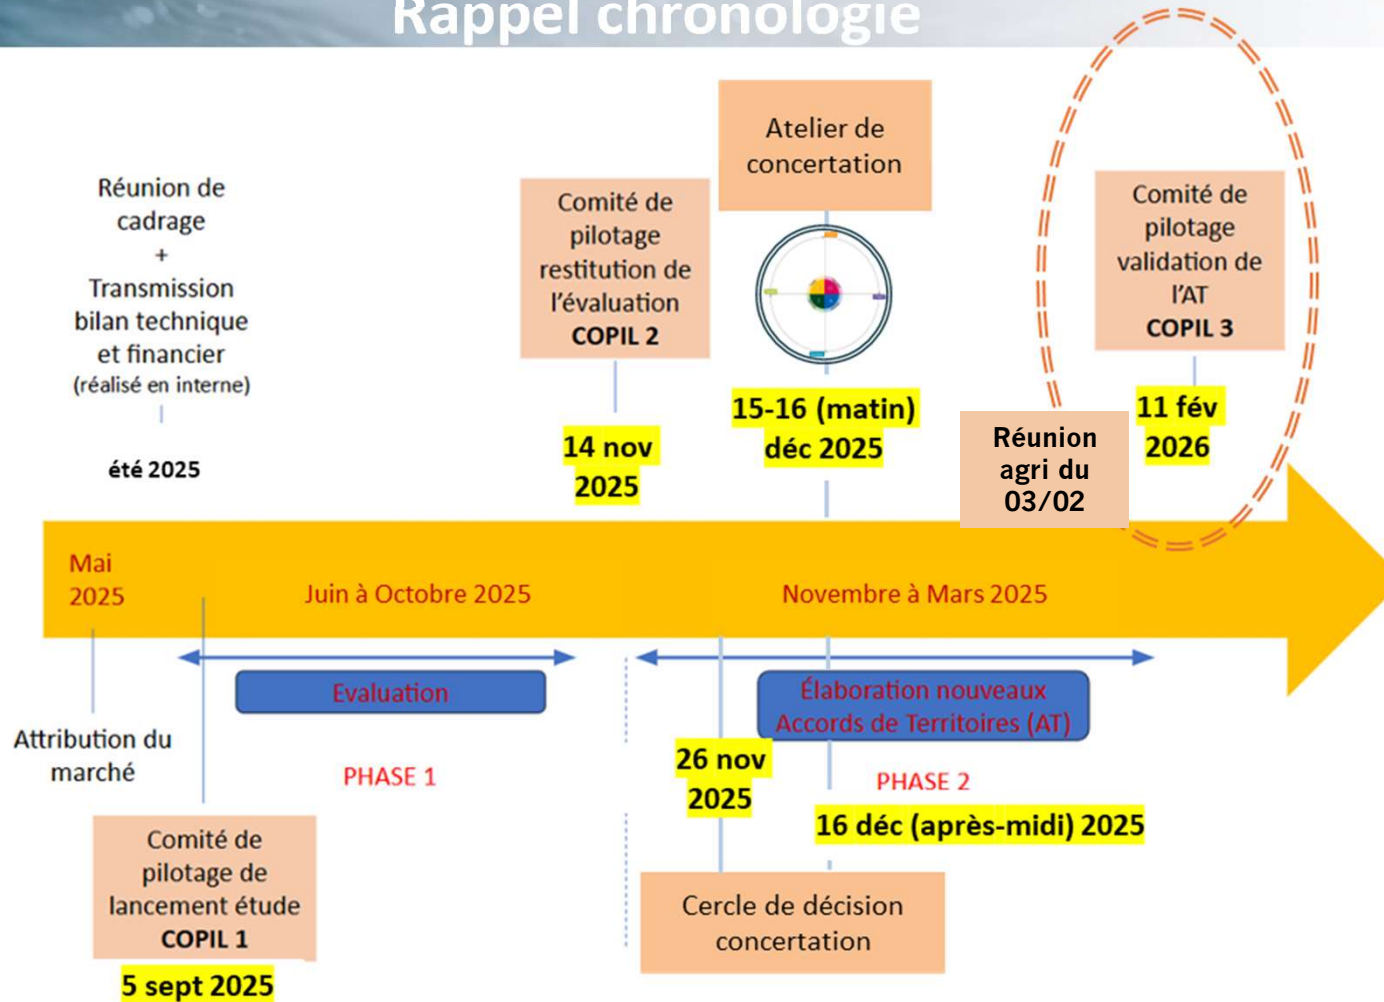 Rappel chronologie
Réunion de
cadrage
+
Transmission
bilan technique
et financier
(réalisé en interne)
été 2025
Comité de
pilotage
restitution de
l'évaluation
COPIL 2
14 nov
2025
Atelier de
concertation
15-16 (matin)
déc 2025
Comité de
pilotage
validation de
l'AT
COPIL 3
11 fév
2026
Réunion
agri du
03/02
Mai
2025
Juin à Octobre 2025
Novembre à Mars 2025
Evaluation
Élaboration nouveaux
Accords de Territoires (AT)
Attribution du
marché
PHASE 1
26 nov
2025
PHASE 2
16 déc (après-midi) 2025
Comité de
pilotage de
lancement étude
COPIL 1
5 sept 2025
Cercle de décision
concertation